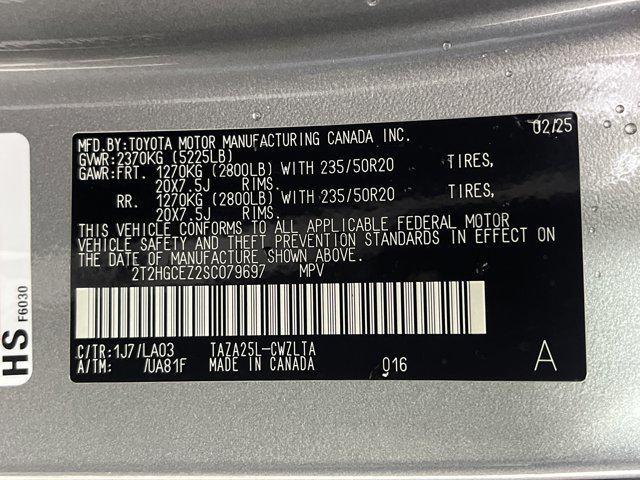 02/25
MFD.BY:TOYOTA MOTOR MANUFACTURING CANADA INC.
GVWR:2370KG (5225LB)
GAWR:FRT. 1270KG (2800LB) WITH 235/50R20 TIRES,
20X7.5J RIMS.
RR. 1270KG (2800LB) WITH 235/50R20 TIRES,
20X7.5J RIMS.
THIS VEHICLE CONFORMS TO ALL APPLICABLE FEDERAL MOTOR
VEHICLE SAFETY AND THEFT PREVENTION STANDARDS IN EFFECT ON
THE DATE OF MANUFACTURE SHOWN ABOVE.
2T2HGCEZ2SC079697 MPV
C/TR:1J7/LA03 TAZA25L-CWZLTA
A/TM: /UA81F MADE IN CANADA 016 A
HS
F6030